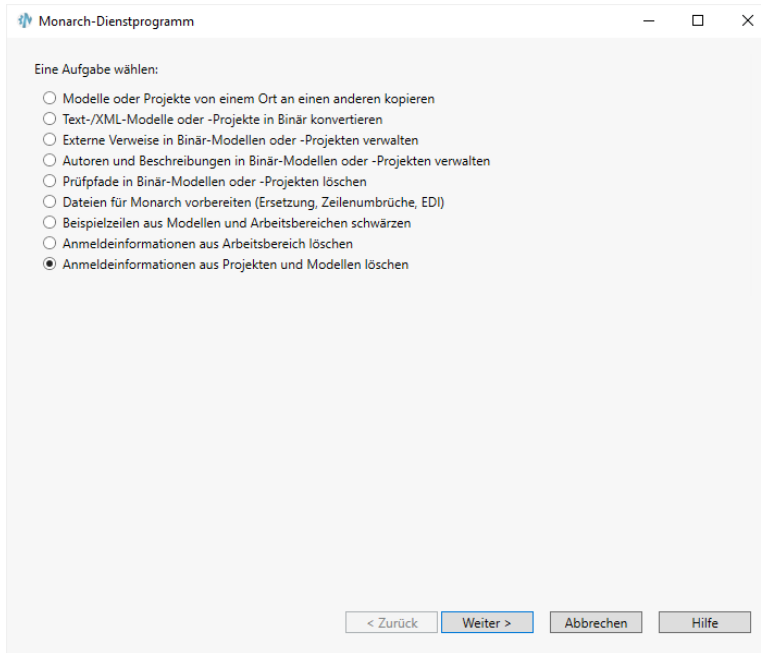 Monarch-Dienstprogramm
Eine Aufgabe wählen:
Modelle oder Projekte von einem Ort an einen anderen kopieren
Text-/XML-Modelle oder -Projekte in Binär konvertieren
Externe Verweise in Binär-Modellen oder -Projekten verwalten
Autoren und Beschreibungen in Binär-Modellen oder -Projekten verwalten
Prüfpfade in Binär-Modellen oder -Projekten löschen
Dateien für Monarch vorbereiten (Ersetzung, Zeilenumbrüche, EDI)
Beispielzeilen aus Modellen und Arbeitsbereichen schwärzen
Anmeldeinformationen aus Arbeitsbereich löschen
Anmeldeinformationen aus Projekten und Modellen löschen
< Zurück Weiter > Abbrechen Hilfe